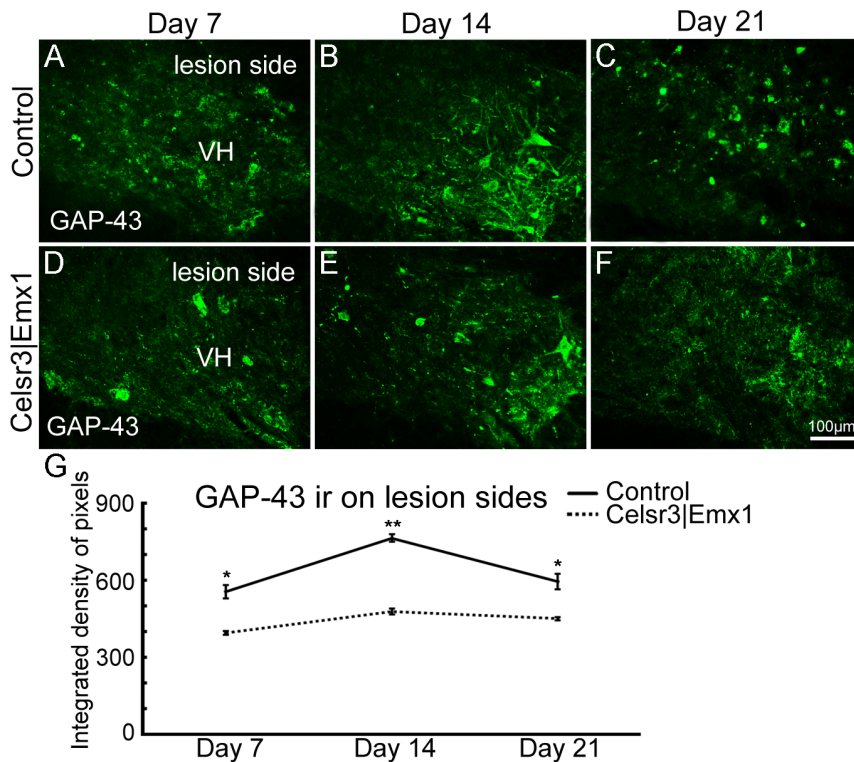 Day 7
Day 14
Day 21
Control
A
lesion side
VH
GAP-43
B
C
Celsr3|Emx1
D
lesion side
VH
GAP-43
E
F
100μm
G
GAP-43 ir on lesion sides
Control
Celsr3|Emx1
Integrated density of pixels
900
600
300
0
*
**
*
Day 7
Day 14
Day 21